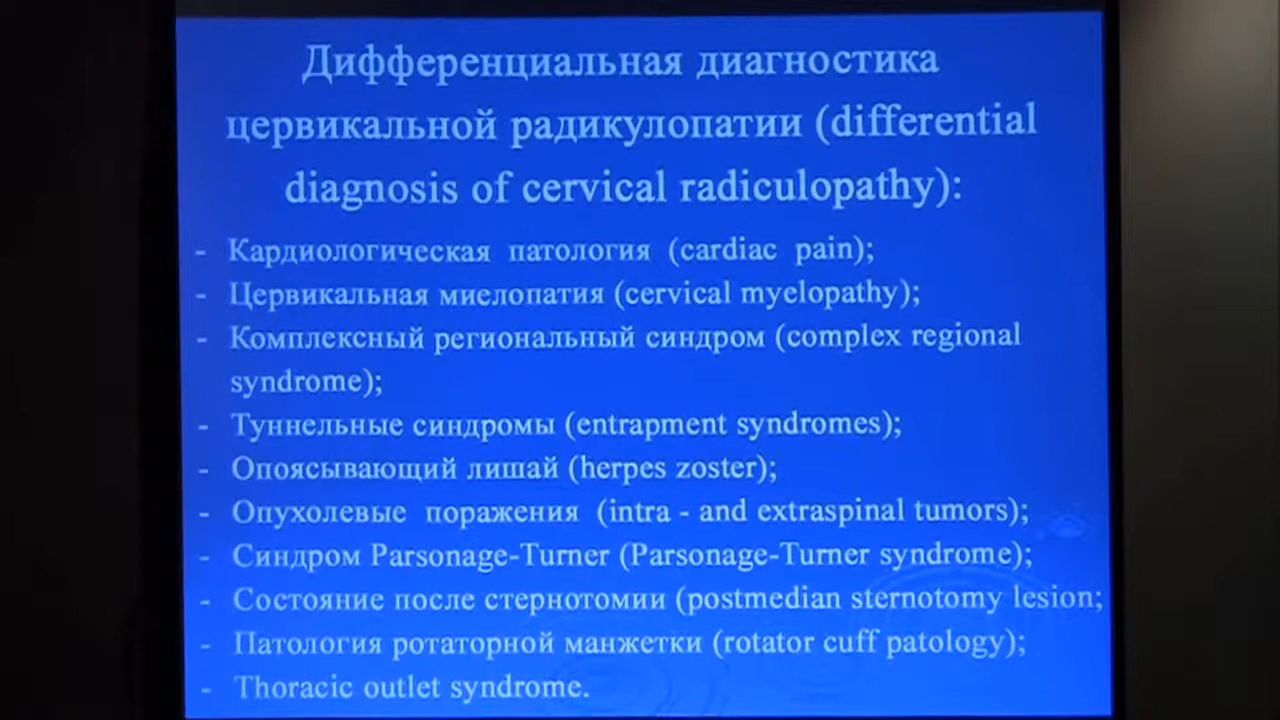 Дифференциальная диагностика
цервикальной радикулопатии (differential
diagnosis of cervical radiculopathy):
- Кардиологическая патология (cardiac pain);
- Цервикальная миелопатия (cervical myelopathy);
- Комплексный региональный синдром (complex regional
syndrome);
- Туннельные синдромы (entrapment syndromes);
- Опоясывающий лишай (herpes zoster);
- Опухолевые поражения (intra - and extraspinal tumors);
- Синдром Parsonage-Turner (Parsonage-Turner syndrome);
- Состояние после стернотомии (postmedian sternotomy lesion;
- Патология ротаторной манжетки (rotator cuff patology);
- Thoracic outlet syndrome.